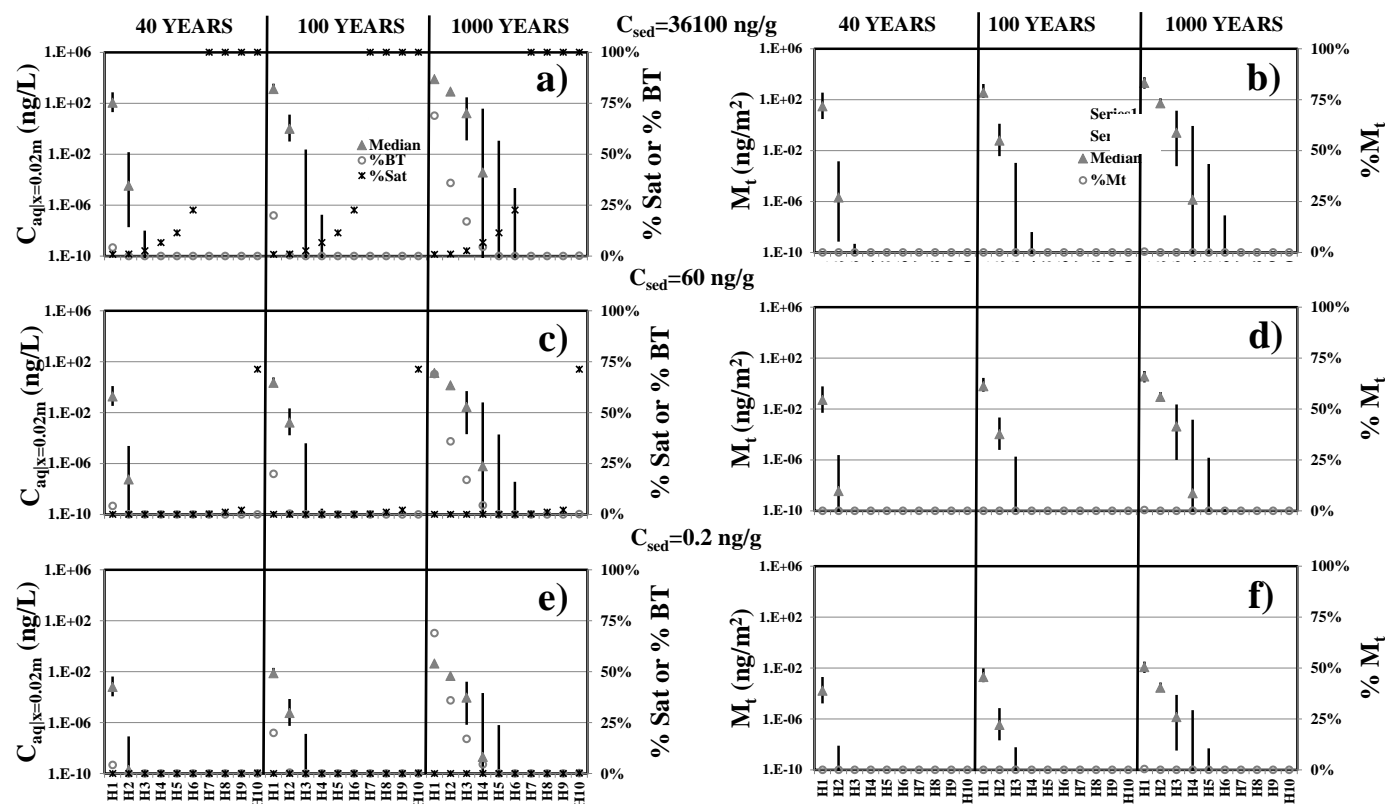 40 YEARS 100 YEARS 1000 YEARS
C_sed=36100 ng/g
C_aq|x=0.02m (ng/L)
1.E+06
1.E+02
1.E-02
1.E-06
1.E-10
a)
▲Median
○%BT
%Sat
100%
75%
50%
25%
0%
% Sat or % BT
40 YEARS 100 YEARS 1000 YEARS
M_t (ng/m²)
1.E+06
1.E+02
1.E-02
1.E-06
1.E-10
b)
Series1
Ser
Median
%Mt
100%
75%
50%
25%
0%
%M_t
C_sed=60 ng/g
C_aq|x=0.02m (ng/L)
1.E+06
1.E+02
1.E-02
1.E-06
1.E-10
c)
100%
75%
50%
25%
0%
% Sat or % BT
M_t (ng/m²)
1.E+06
1.E+02
1.E-02
1.E-06
1.E-10
d)
100%
75%
50%
25%
0%
% M_t
C_sed=0.2 ng/g
C_aq|x=0.02m (ng/L)
1.E+06
1.E+02
1.E-02
1.E-06
1.E-10
e)
100%
75%
50%
25%
0%
% Sat or % BT
H1 H2 H3 H4 H5 H6 H7 H8 H9 H10 H1 H2 H3 H4 H5 H6 H7 H8 H9 H10 H1 H2 H3 H4 H5 H6 H7 H8 H9 H10
M_t (ng/m²)
1.E+06
1.E+02
1.E-02
1.E-06
1.E-10
f)
100%
75%
50%
25%
0%
% M_t
H1 H2 H3 H4 H5 H6 H7 H8 H9 H10 H1 H2 H3 H4 H5 H6 H7 H8 H9 H10 H1 H2 H3 H4 H5 H6 H7 H8 H9 H10